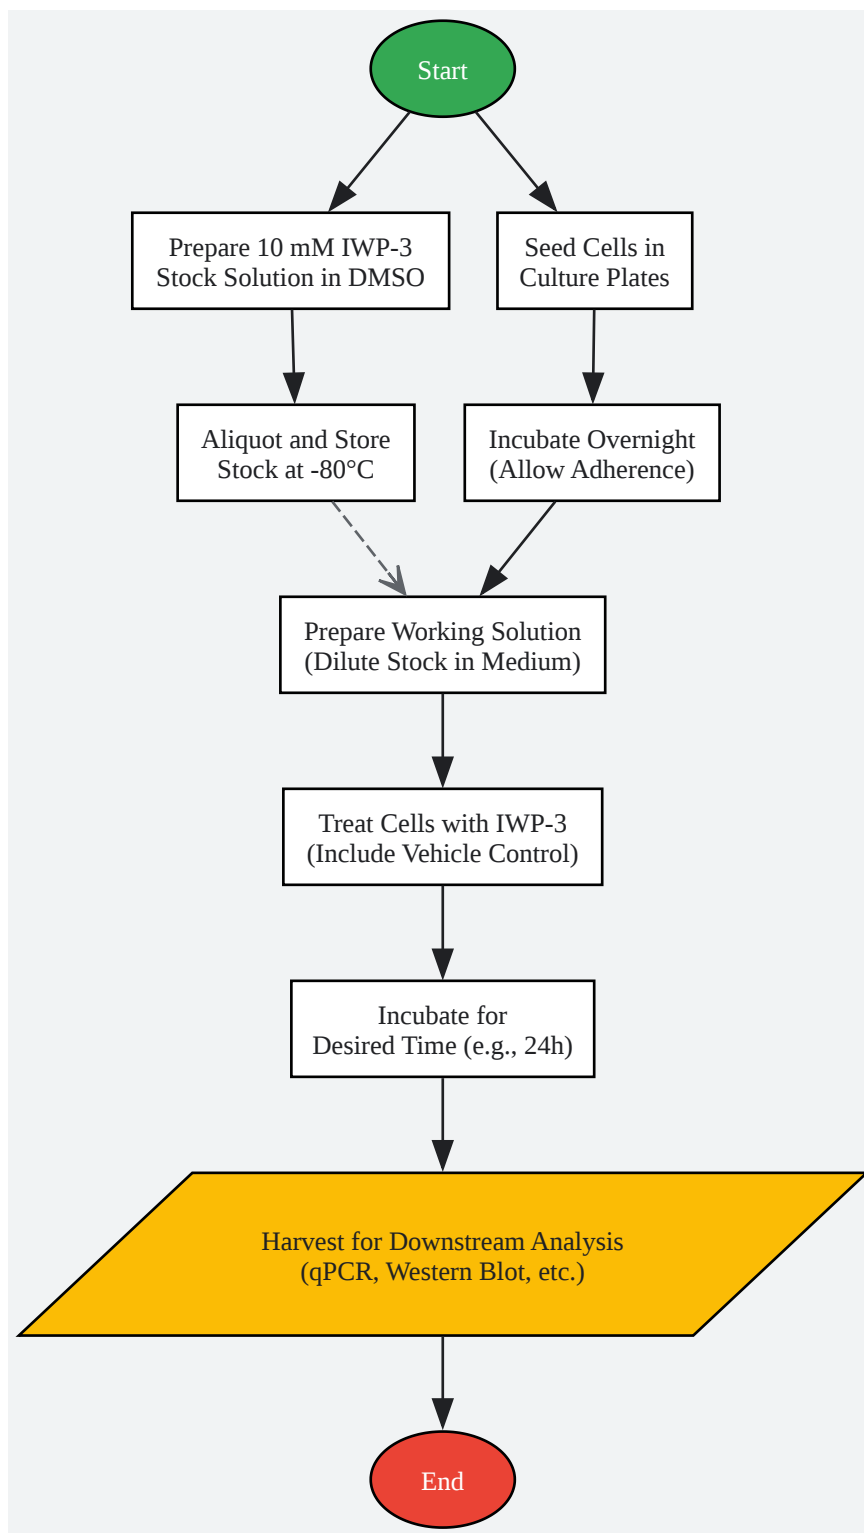 Start
Prepare 10 mM IWP-3
Stock Solution in DMSO
Seed Cells in
Culture Plates
Aliquot and Store
Stock at -80°C
Incubate Overnight
(Allow Adherence)
Prepare Working Solution
(Dilute Stock in Medium)
Treat Cells with IWP-3
(Include Vehicle Control)
Incubate for
Desired Time (e.g., 24h)
Harvest for Downstream Analysis
(qPCR, Western Blot, etc.)
End